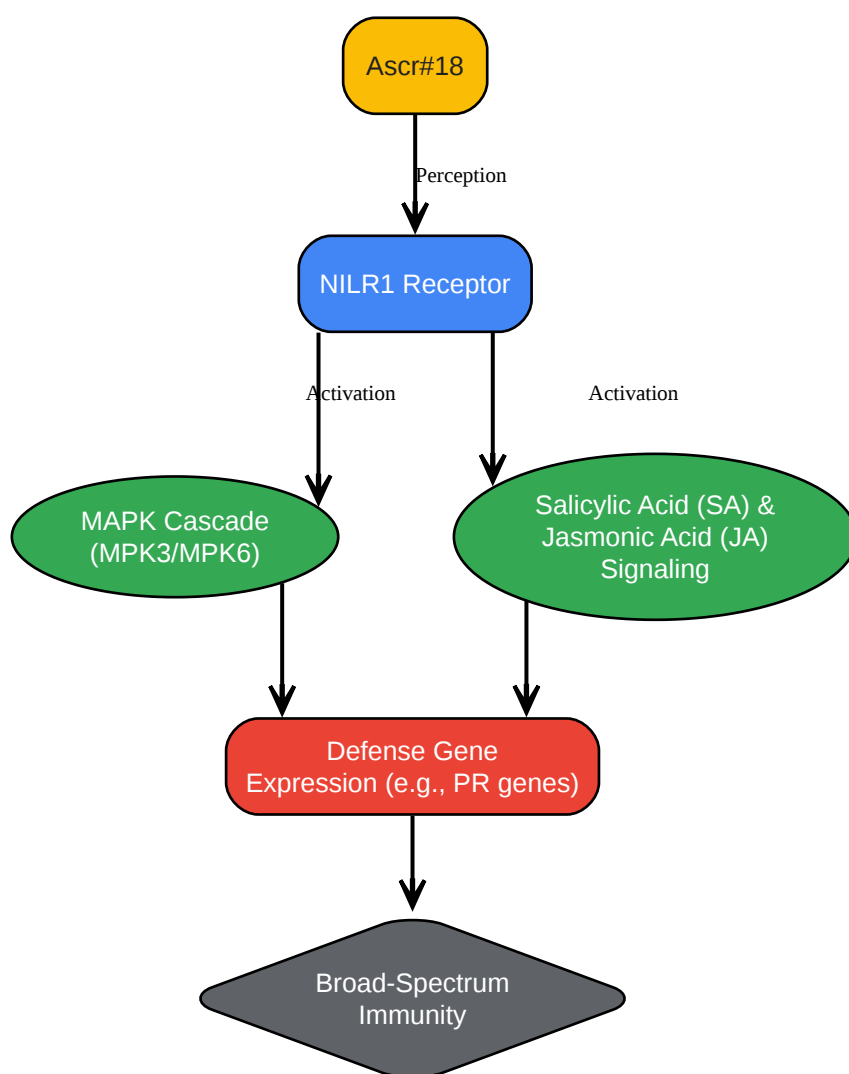 Ascr#18
Perception
NILR1 Receptor
Activation
Activation
MAPK Cascade
(MPK3/MPK6)
Salicylic Acid (SA) &
Jasmonic Acid (JA)
Signaling
Defense Gene
Expression (e.g., PR genes)
Broad-Spectrum
Immunity